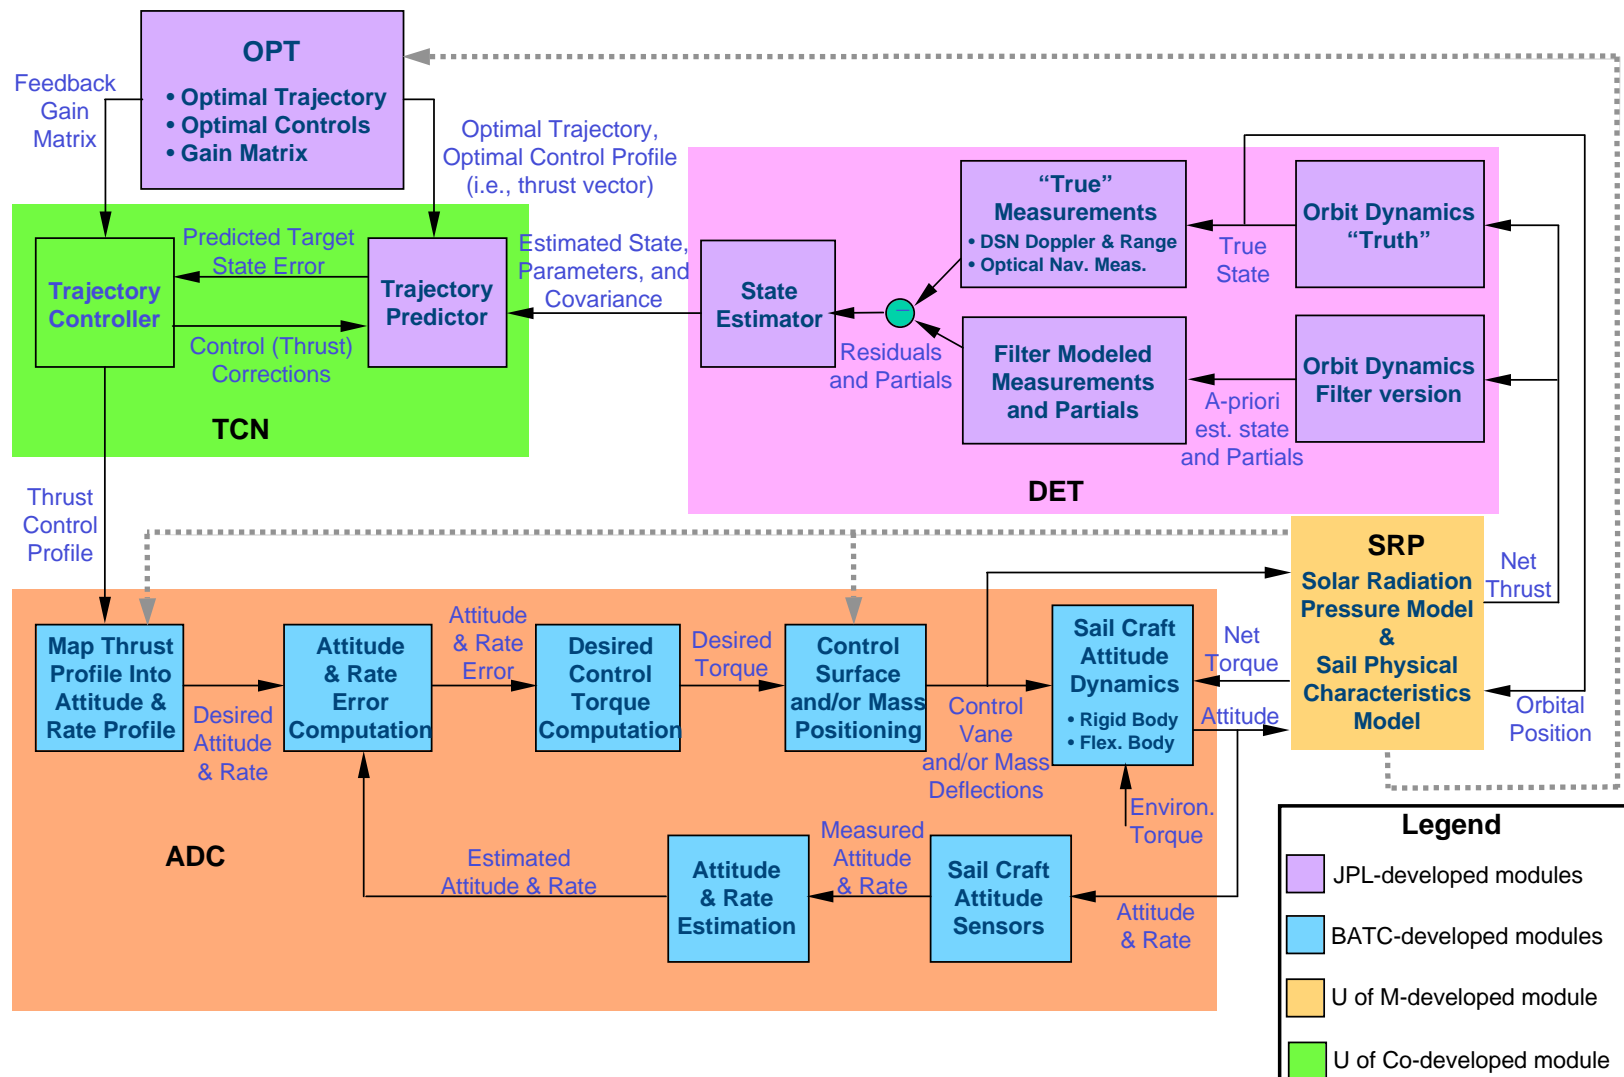 OPT
• Optimal Trajectory
• Optimal Controls
• Gain Matrix
Feedback
Gain
Matrix
Optimal Trajectory,
Optimal Control Profile
(i.e., thrust vector)
Predicted Target
State Error
Trajectory
Controller
Trajectory
Predictor
Control (Thrust)
Corrections
TCN
Estimated State,
Parameters, and
Covariance
State
Estimator
“True”
Measurements
• DSN Doppler & Range
• Optical Nav. Meas.
True
State
Orbit Dynamics
“Truth”
–
Residuals
and Partials
Filter Modeled
Measurements
and Partials
A-priori
est. state
and Partials
Orbit Dynamics
Filter version
DET
Thrust
Control
Profile
SRP
Solar Radiation
Pressure Model
&
Sail Physical
Characteristics
Model
Net
Thrust
Orbital
Position
Map Thrust
Profile Into
Attitude &
Rate Profile
Desired
Attitude
& Rate
Attitude
& Rate
Error
Computation
Attitude
& Rate
Error
Desired
Control
Torque
Computation
Desired
Torque
Control
Surface
and/or Mass
Positioning
Control
Vane
and/or Mass
Deflections
Sail Craft
Attitude
Dynamics
• Rigid Body
• Flex. Body
Net
Torque
Attitude
Environ.
Torque
ADC
Estimated
Attitude & Rate
Attitude
& Rate
Estimation
Measured
Attitude
& Rate
Sail Craft
Attitude
Sensors
Attitude
& Rate
Legend
JPL-developed modules
BATC-developed modules
U of M-developed module
U of Co-developed module